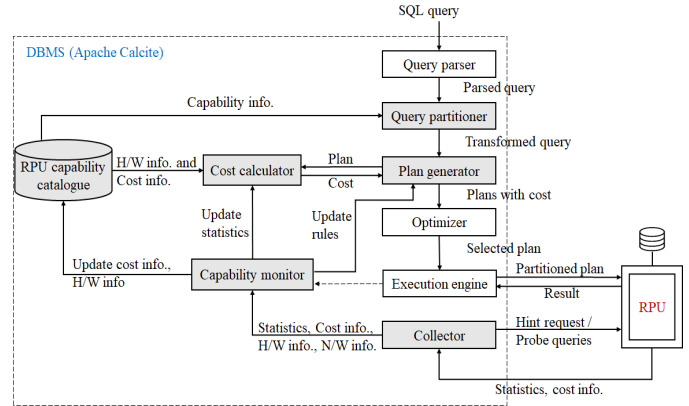 SQL query
DBMS (Apache Calcite)
Query parser
Parsed query
Capability info.
Query partitioner
Transformed query
RPU capability
catalogue
H/W info. and
Cost info.
Cost calculator
Plan
Cost
Plan generator
Plans with cost
Update
statistics
Update
rules
Optimizer
Selected plan
Update cost info.,
H/W info
Capability monitor
Execution engine
Partitioned plan
Result
RPU
Statistics, Cost info.,
H/W info., N/W info.
Collector
Hint request /
Probe queries
Statistics, cost info.